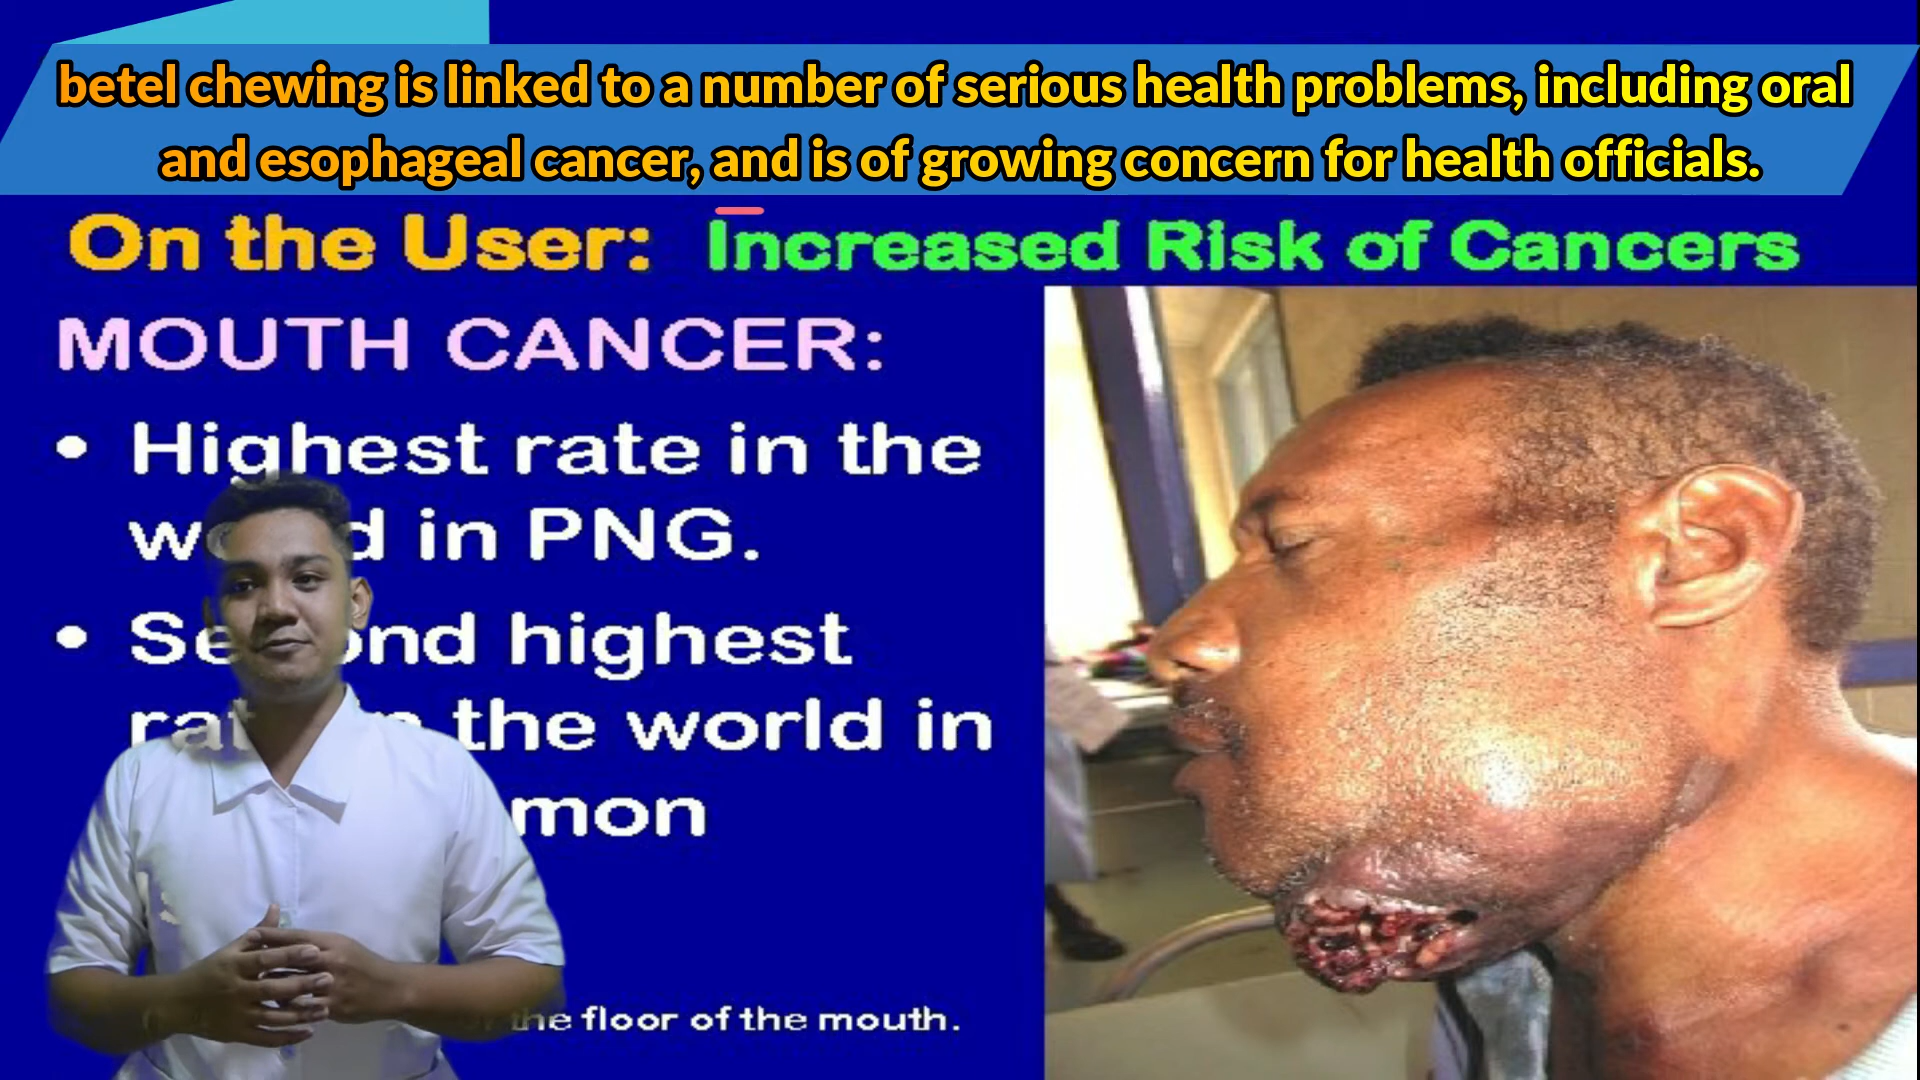 betel chewing is linked to a number of serious health problems, including oral
and esophageal cancer, and is of growing concern for health officials.
On the User: Increased Risk of Cancers
MOUTH CANCER:
• Highest rate in the
in PNG.
• Second highest
the world in
the floor of the mouth.